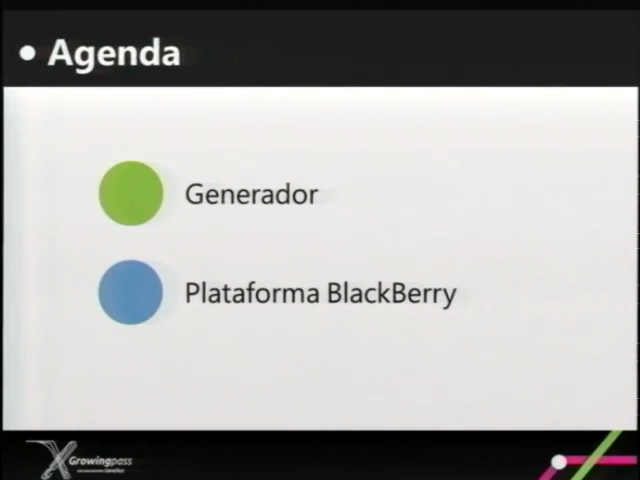 • Agenda
Generador
Plataforma BlackBerry
X Growingpass